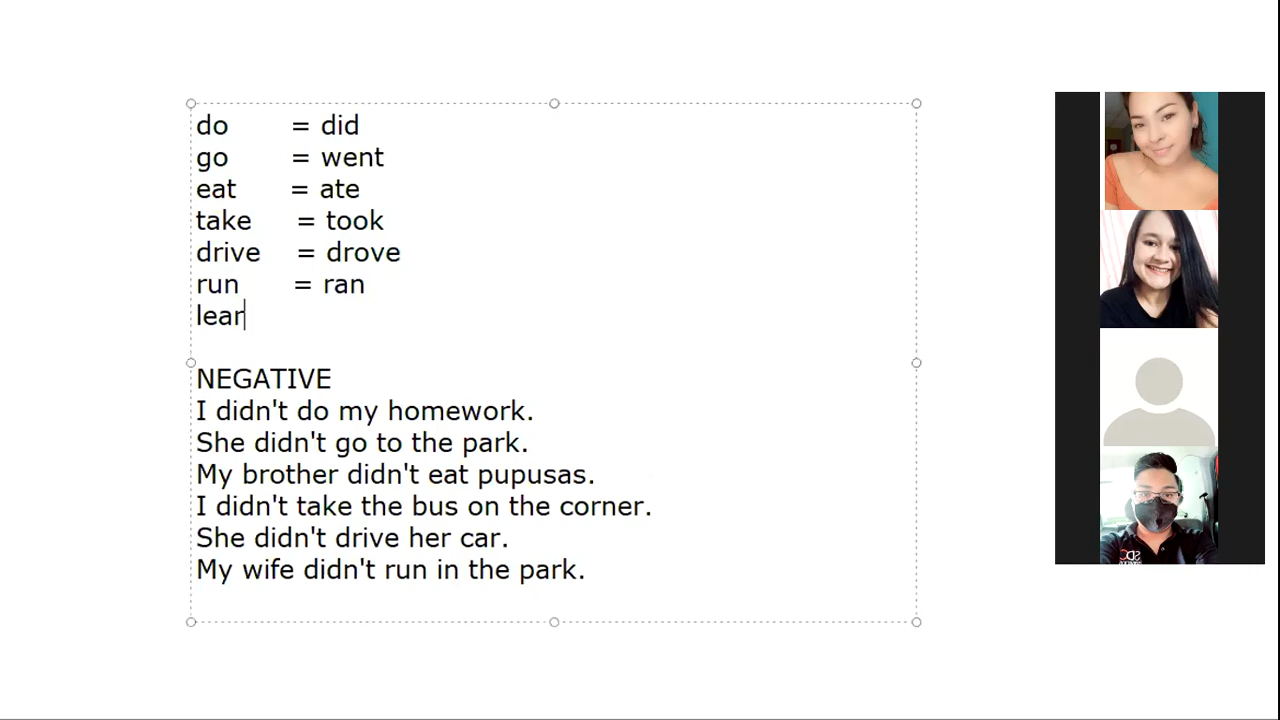 do = did
go = went
eat = ate
take = took
drive = drove
run = ran
lear
NEGATIVE
I didn't do my homework.
She didn't go to the park.
My brother didn't eat pupusas.
I didn't take the bus on the corner.
She didn't drive her car.
My wife didn't run in the park.